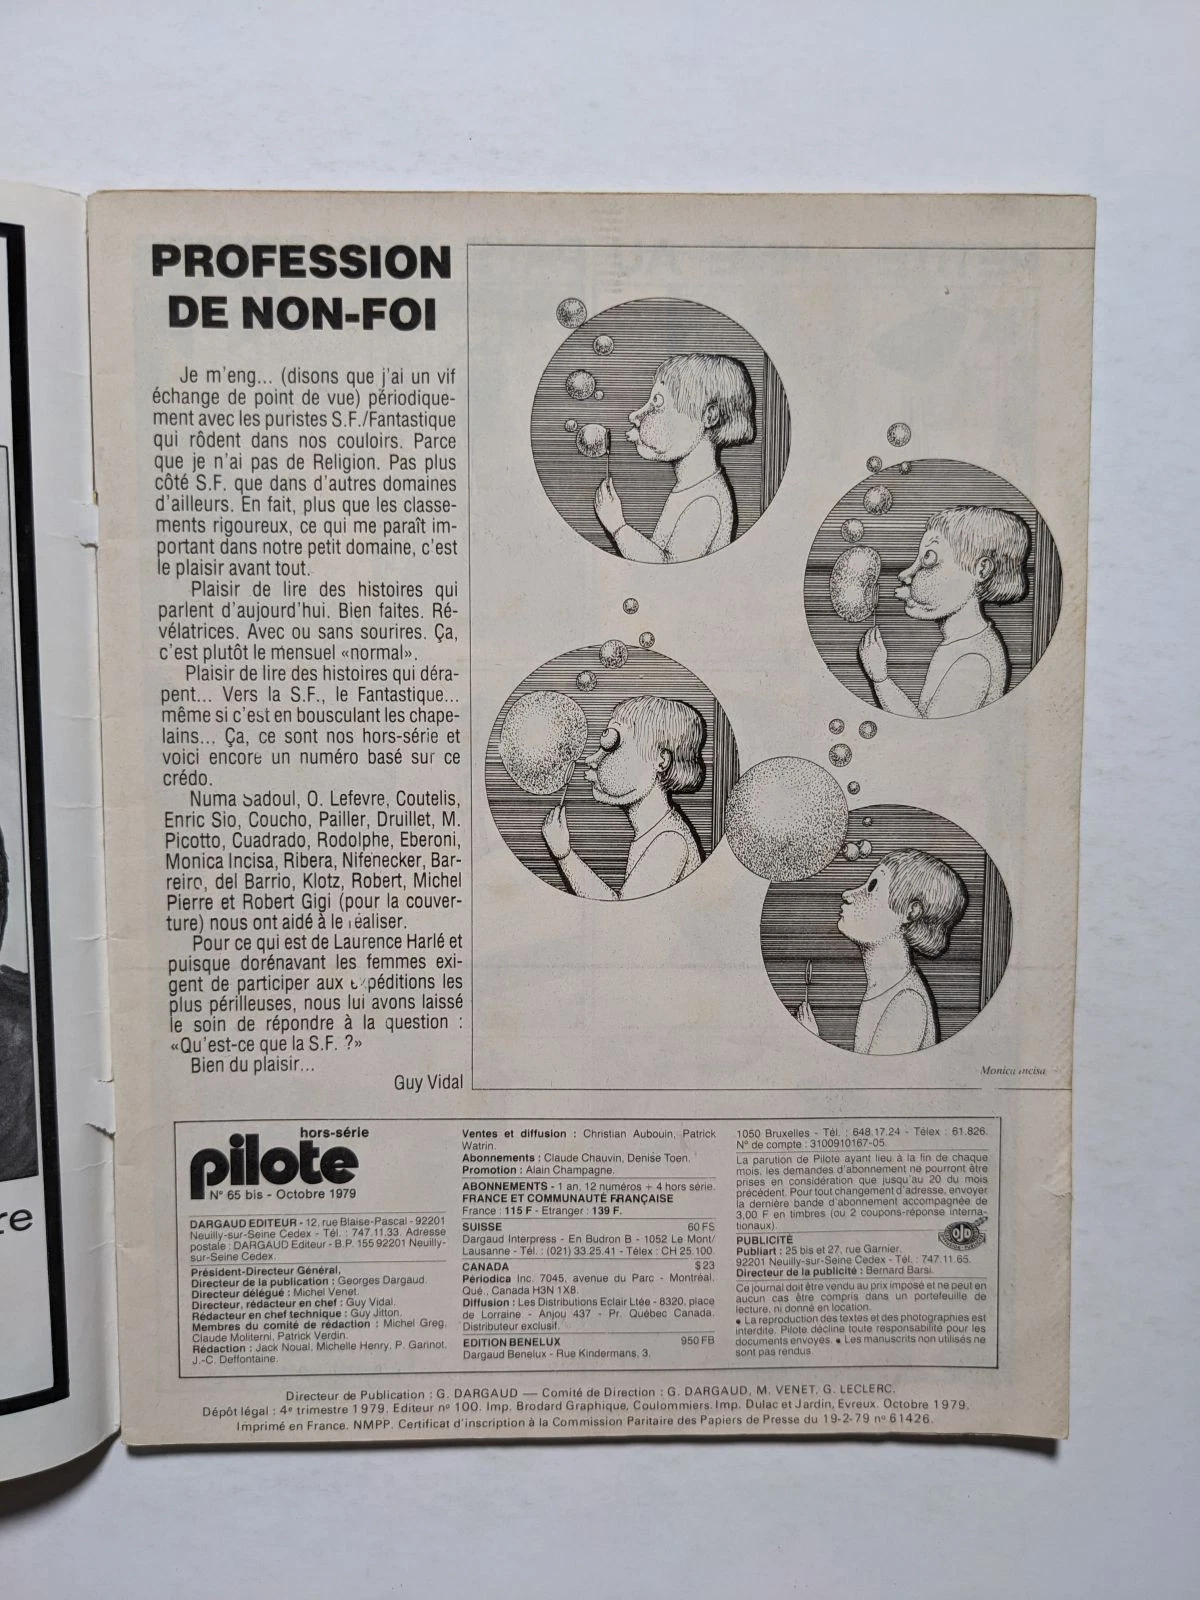 PROFESSION
DE NON-FOI
Je m'eng... (disons que j'ai un vif
échange de point de vue) périodique-
ment avec les puristes S.F./Fantastique
qui rôdent dans nos couloirs. Parce
que je n'ai pas de Religion. Pas plus
côté S.F. que dans d'autres domaines
d'ailleurs. En fait, plus que les classe-
ments rigoureux, ce qui me paraît im-
portant dans notre petit domaine, c'est
le plaisir avant tout.
Plaisir de lire des histoires qui
parlent d'aujourd'hui. Bien faites. Ré-
vélatrices. Avec ou sans sourires. Ça,
c'est plutôt le mensuel «normal».
Plaisir de lire des histoires qui déra-
pent... Vers la S.F., le Fantastique...
même si c'est en bousculant les chape-
lains... Ça, ce sont nos hors-série et
voici encore un numéro basé sur ce
crédo.
Numa Sadoul, O. Lefevre, Coutelis,
Enric Sio, Coucho, Pailler, Druillet, M.
Picotto, Cuadrado, Rodolphe, Eberoni,
Monica Incisa, Ribera, Nifenecker, Bar-
reiro, del Barrio, Klotz, Robert, Michel
Pierre et Robert Gigi (pour la couver-
ture) nous ont aidé à le réaliser.
Pour ce qui est de Laurence Harlé et
puisque dorénavant les femmes exi-
gent de participer aux expéditions les
plus périlleuses, nous lui avons laissé
le soin de répondre à la question :
«Qu'est-ce que la S.F. ?»
Bien du plaisir...
Guy Vidal
Monica Incisa
re
hors-série
pilote
N° 65 bis - Octobre 1979
DARGAUD EDITEUR - 12, rue Blaise-Pascal - 92201
Neuilly-sur-Seine Cedex - Tél. : 747.11.33. Adresse
postale : DARGAUD Editeur - B.P. 155 92201 Neuilly-
sur-Seine Cedex.
Président-Directeur Général,
Directeur de la publication : Georges Dargaud.
Directeur délégué : Michel Venet.
Directeur, rédacteur en chef : Guy Vidal.
Rédacteur en chef technique : Guy Jitton.
Membres du comité de rédaction : Michel Greg,
Claude Moliterni, Patrick Verdin.
Rédaction : Jack Noual, Michelle Henry, P. Garinot,
J.-C. Deffontaine.
Ventes et diffusion : Christian Aubouin, Patrick
Watrin.
Abonnements : Claude Chauvin, Denise Toen.
Promotion : Alain Champagne.
ABONNEMENTS - 1 an, 12 numéros + 4 hors série.
FRANCE ET COMMUNAUTÉ FRANÇAISE
France : 115 F - Etranger : 139 F.
SUISSE 60 FS
Dargaud Interpress - En Budron B - 1052 Le Mont/
Lausanne - Tél. : (021) 33.25.41 - Télex : CH 25.100.
CANADA $ 23
Périodica Inc. 7045, avenue du Parc - Montréal.
Qué., Canada H3N 1X8.
Diffusion : Les Distributions Eclair Ltée - 8320, place
de Lorraine - Anjou 437 - Pr. Québec Canada.
Distributeur exclusif.
EDITION BENELUX 950 FB
Dargaud Benelux - Rue Kindermans, 3.
1050 Bruxelles - Tél. : 648.17.24 - Télex : 61.826.
N° de compte : 3100910167-05.
La parution de Pilote ayant lieu à la fin de chaque
mois, les demandes d'abonnement ne pourront être
prises en considération que jusqu'au 20 du mois
précédent. Pour tout changement d'adresse, envoyer
la dernière bande d'abonnement accompagnée de
3,00 F en timbres (ou 2 coupons-réponse interna-
tionaux).
OJD
PUBLICITÉ
Publiart : 25 bis et 27, rue Garnier,
92201 Neuilly-sur-Seine Cedex - Tél. : 747.11.65.
Directeur de la publicité : Bernard Barsi.
Ce journal doit être vendu au prix imposé et ne peut en
aucun cas être compris dans un portefeuille de
lecture, ni donné en location.
● La reproduction des textes et des photographies est
interdite. Pilote décline toute responsabilité pour les
documents envoyés. ● Les manuscrits non utilisés ne
sont pas rendus.
Directeur de Publication : G. DARGAUD — Comité de Direction : G. DARGAUD, M. VENET, G. LECLERC.
Dépôt légal : 4e trimestre 1979, Editeur n° 100. Imp. Brodard Graphique, Coulommiers. Imp. Dulac et Jardin, Evreux. Octobre 1979.
Imprimé en France. NMPP. Certificat d'inscription à la Commission Paritaire des Papiers de Presse du 19-2-79 n° 61426.